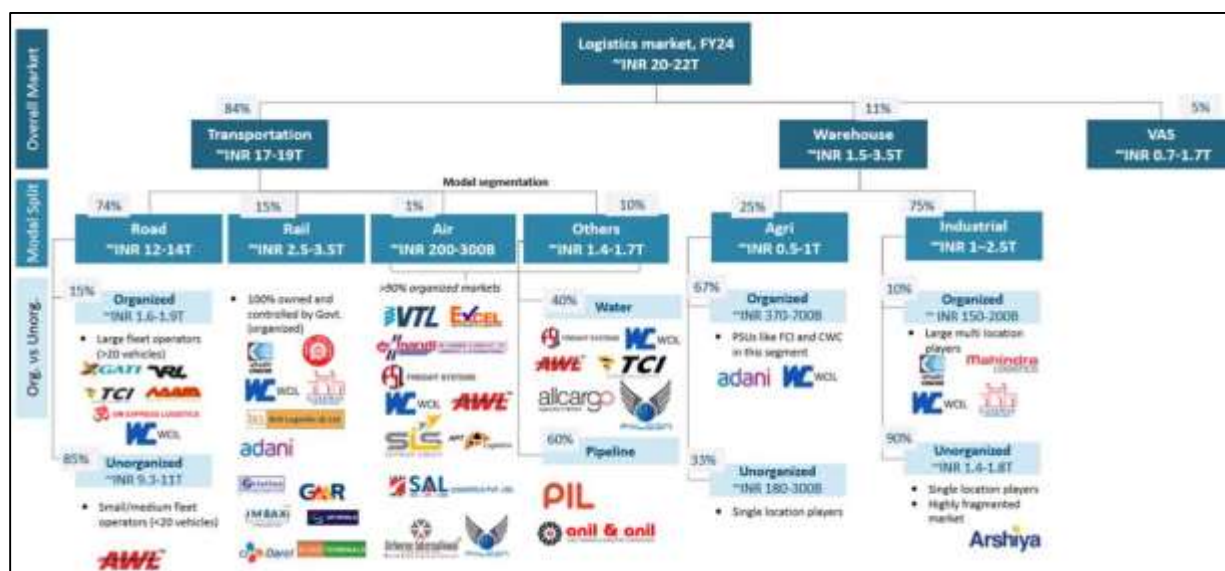 Overall Market
Modal Split
Org. vs Unorg.
Logistics market, FY24
~INR 20-22T
84%
Transportation
~INR 17-19T
11%
Warehouse
~INR 1.5-3.5T
5%
VAS
~INR 0.7-1.7T
Model segmentation
74%
Road
~INR 12-14T
15%
Rail
~INR 2.5-3.5T
1%
Air
~INR 200-300B
10%
Others
~INR 1.4-1.7T
25%
Agri
~INR 0.5-1T
75%
Industrial
~INR 1–2.5T
15%
Organized
~INR 1.6-1.9T
• Large fleet operators
(>20 vehicles)
GATI
VRL
TCI
OM EXPRESS LOGISTICS
WC WOL
85%
Unorganized
~INR 9.3-11T
• Small/medium fleet
operators (<20 vehicles)
AWE
• 100% owned and
controlled by Govt.
(organized)
WC WOL
adani
>90% organized markets
VTL
EXCEL
FREIGHT SYSTEMS
WC WOL
AWE
SLS
SAL
40%
Water
FREIGHT SYSTEMS
WC WOL
AWE
TCI
allcargo
60%
Pipeline
PIL
anil & anil
67%
Organized
~INR 370-700B
• PSUs like FCI and CWC
in this segment
adani
WC WOL
33%
Unorganized
~INR 180-300B
• Single location players
10%
Organized
~INR 150-200B
• Large multi location
players
mahindra
LOGISTICS
WC WOL
90%
Unorganized
~INR 1.4-1.8T
• Single location players
• Highly fragmented
market
Arshiya